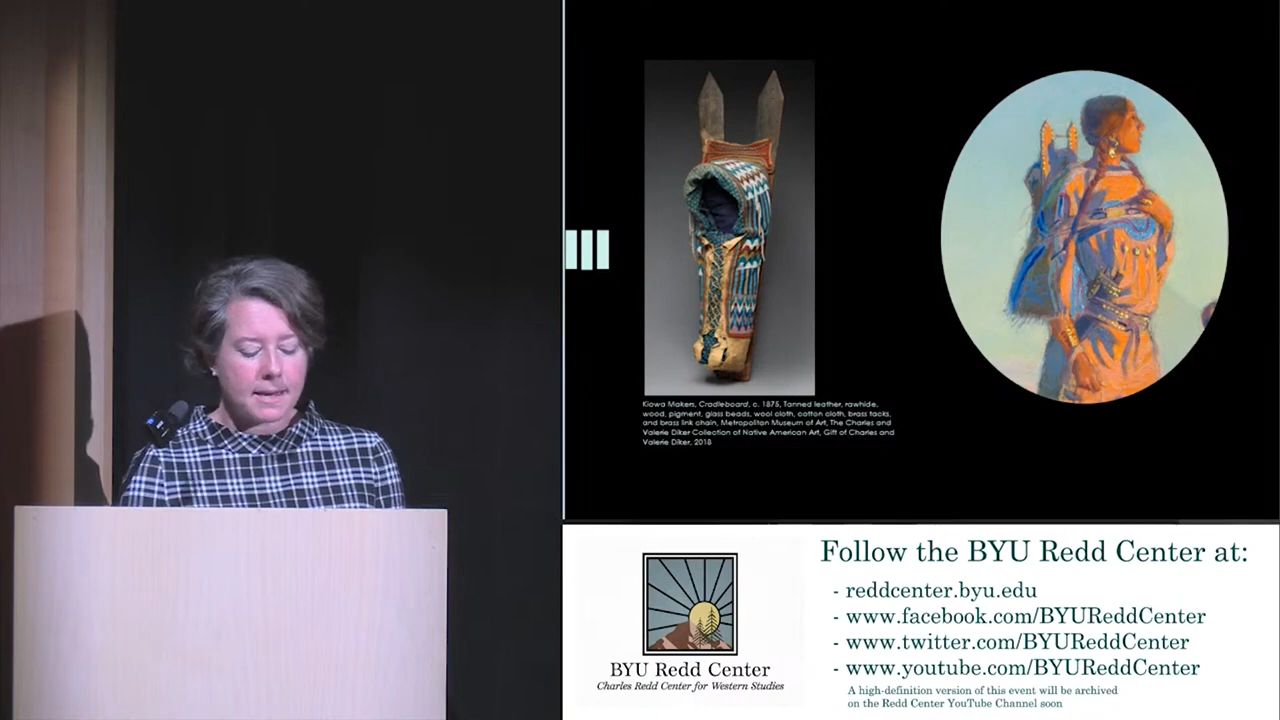 Kiowa Makers, Cradleboard, c. 1875, Tanned leather, rawhide,
wood, pigment, glass beads, wool cloth, cotton cloth, brass tacks,
and brass link chain, Metropolitan Museum of Art, The Charles and
Valerie Diker Collection of Native American Art, Gift of Charles and
Valerie Diker, 2018
BYU Redd Center
Charles Redd Center for Western Studies
Follow the BYU Redd Center at:
- reddcenter.byu.edu
- www.facebook.com/BYUReddCenter
- www.twitter.com/BYUReddCenter
- www.youtube.com/BYUReddCenter
A high-definition version of this event will be archived
on the Redd Center YouTube Channel soon